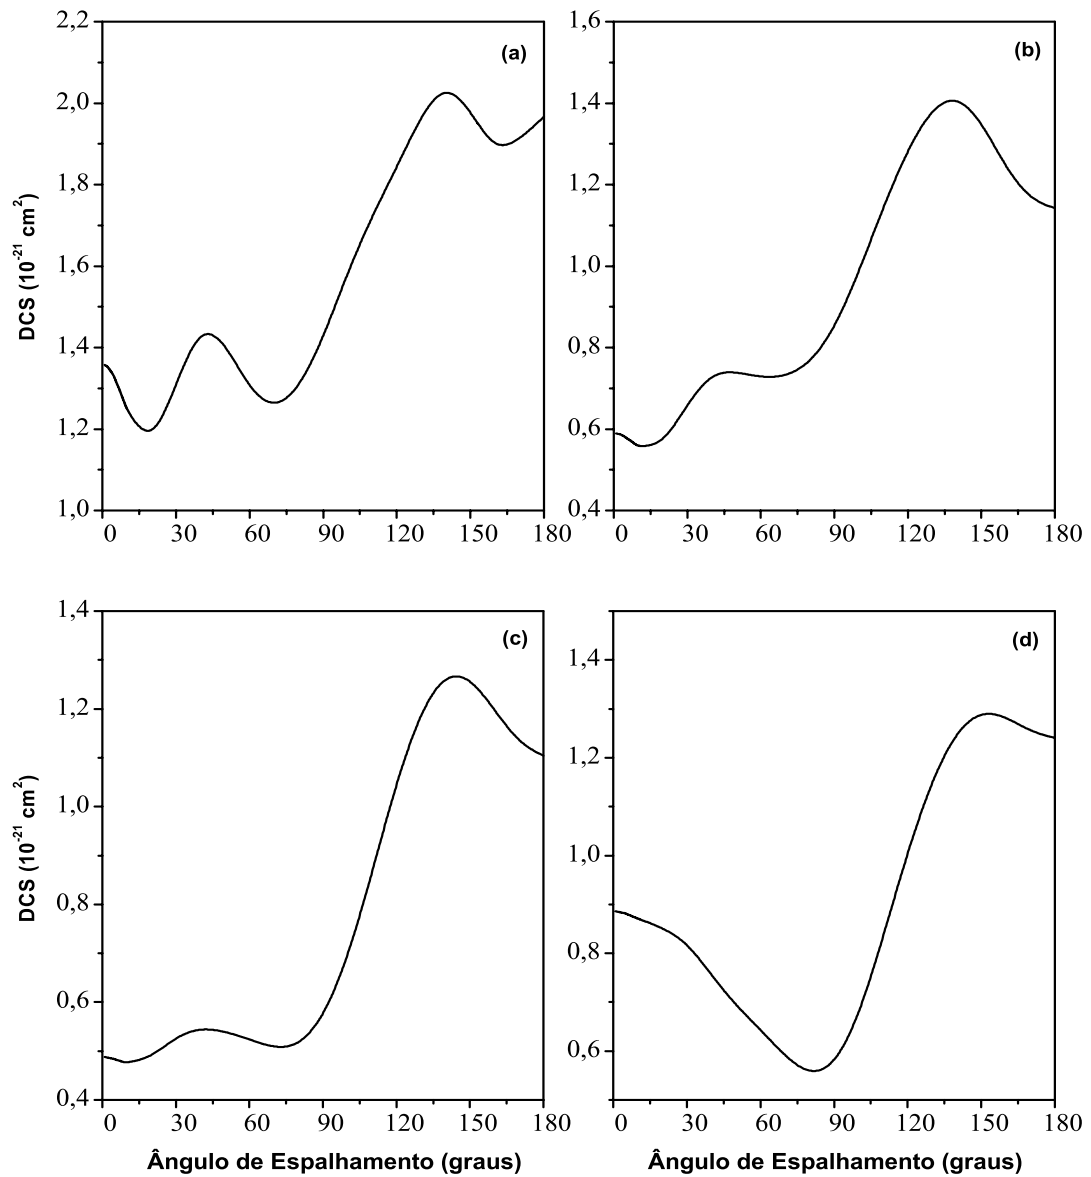 2,2
2,0
1,8
1,6
1,4
1,2
1,0
DCS (10-21 cm2)
(a)
0 30 60 90 120 150 180
1,6
1,4
1,2
1,0
0,8
0,6
0,4
(b)
0 30 60 90 120 150 180
1,4
1,2
1,0
0,8
0,6
0,4
DCS (10-21 cm2)
(c)
0 30 60 90 120 150 180
Ângulo de Espalhamento (graus)
1,4
1,2
1,0
0,8
0,6
(d)
0 30 60 90 120 150 180
Ângulo de Espalhamento (graus)